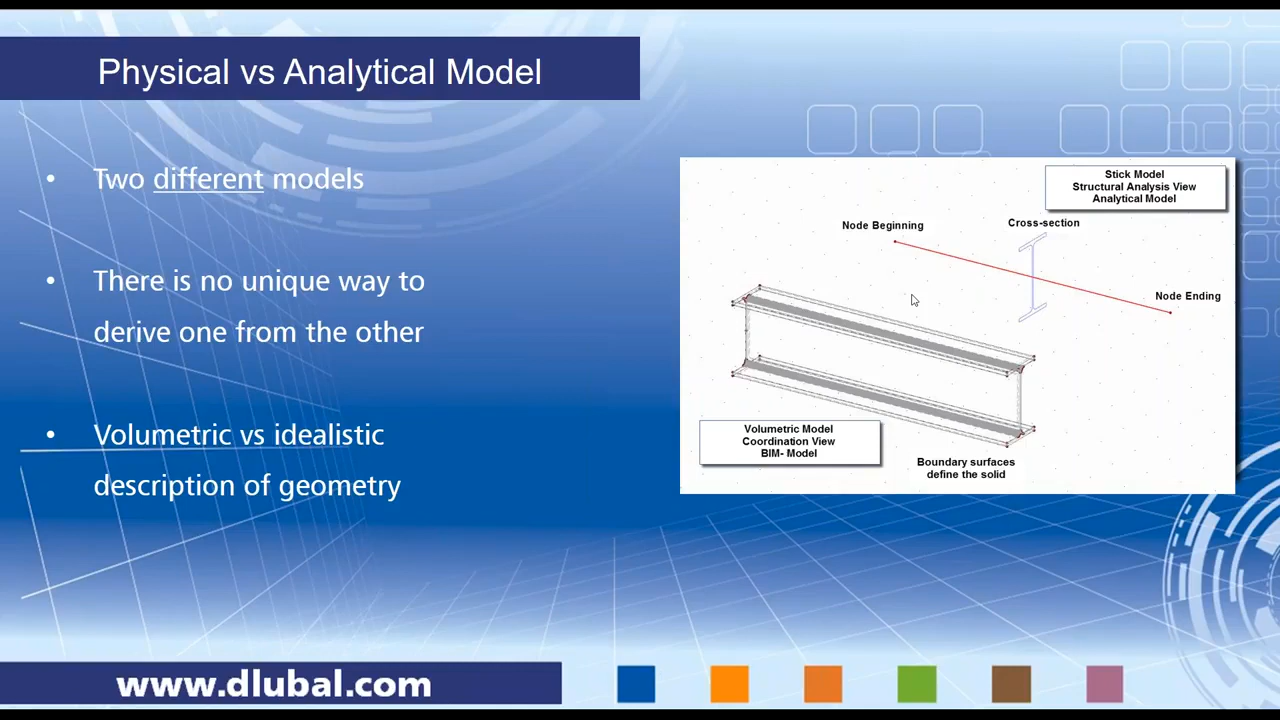 Physical vs Analytical Model
• Two different models
• There is no unique way to
derive one from the other
• Volumetric vs idealistic
description of geometry
Stick Model
Structural Analysis View
Analytical Model
Node Beginning
Cross-section
Node Ending
Volumetric Model
Coordination View
BIM- Model
Boundary surfaces
define the solid
www.dlubal.com